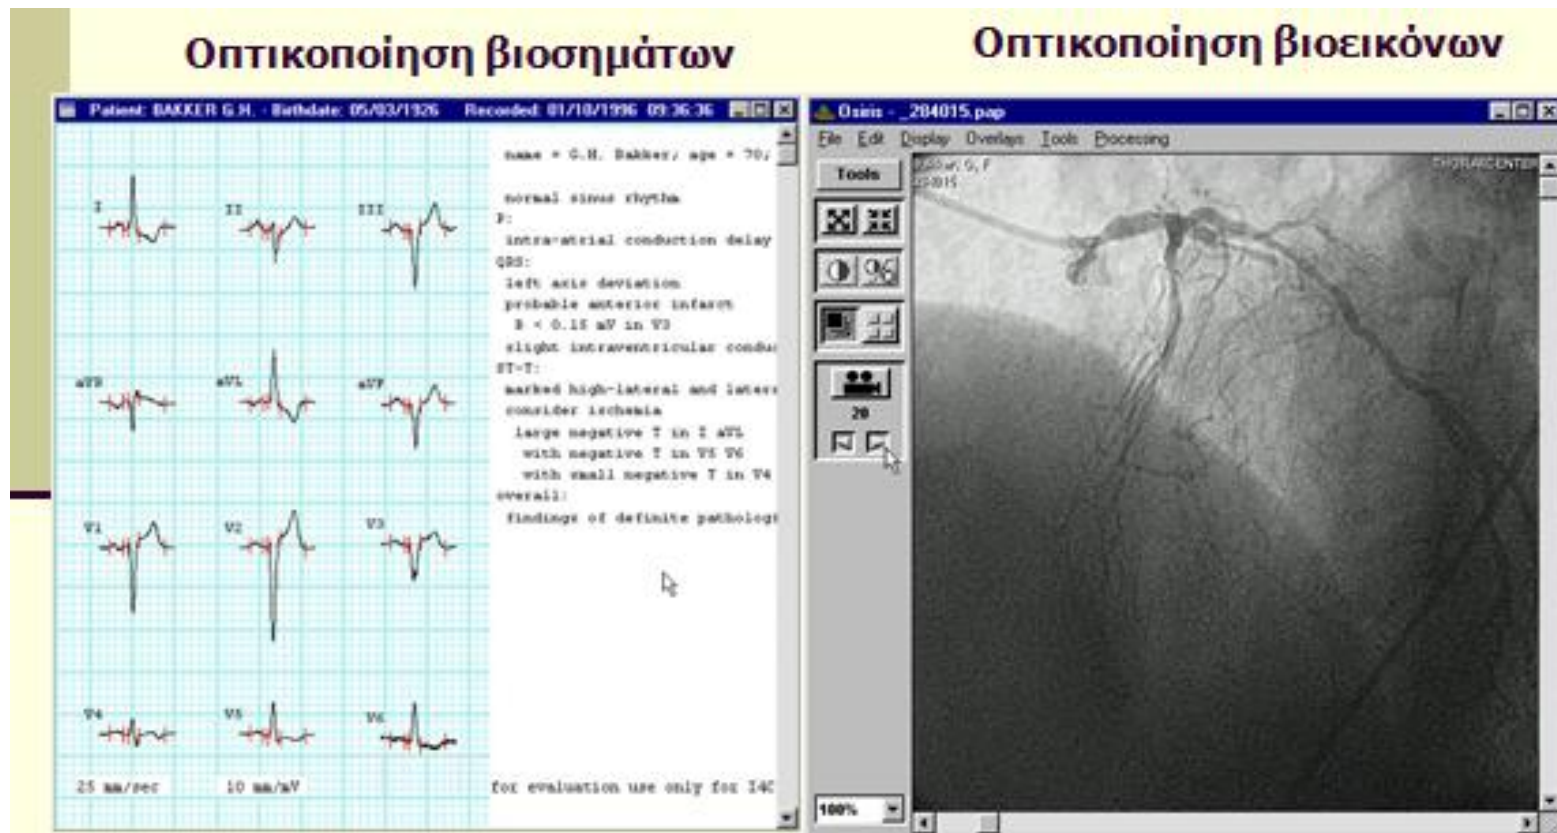 Οπτικοποίηση βιοσημάτων
Οπτικοποίηση βιοεικόνων
Patient: BAKKER G.H. - Birthdate: 05/03/1926 Recorded: 01/10/1996 09:36:36
name = G.H. Bakker; age = 70;
normal sinus rhythm
P:
intra-atrial conduction delay
QRS:
left axis deviation
probable anterior infarct
R < 0.15 mV in V3
slight intraventricular conduc
ST-T:
marked high-lateral and latera
consider ischemia
large negative T in I aVL
with negative T in V5 V6
with small negative T in V4
overall:
findings of definite pathologi
I II III
aVR aVL aVF
V1 V2 V3
V4 V5 V6
25 mm/sec 10 mm/mV
for evaluation use only for I4C
Osiris - _284015.pap
File Edit Display Overlays Tools Processing
Tools
20
100%
G, F
THORAXCENTER